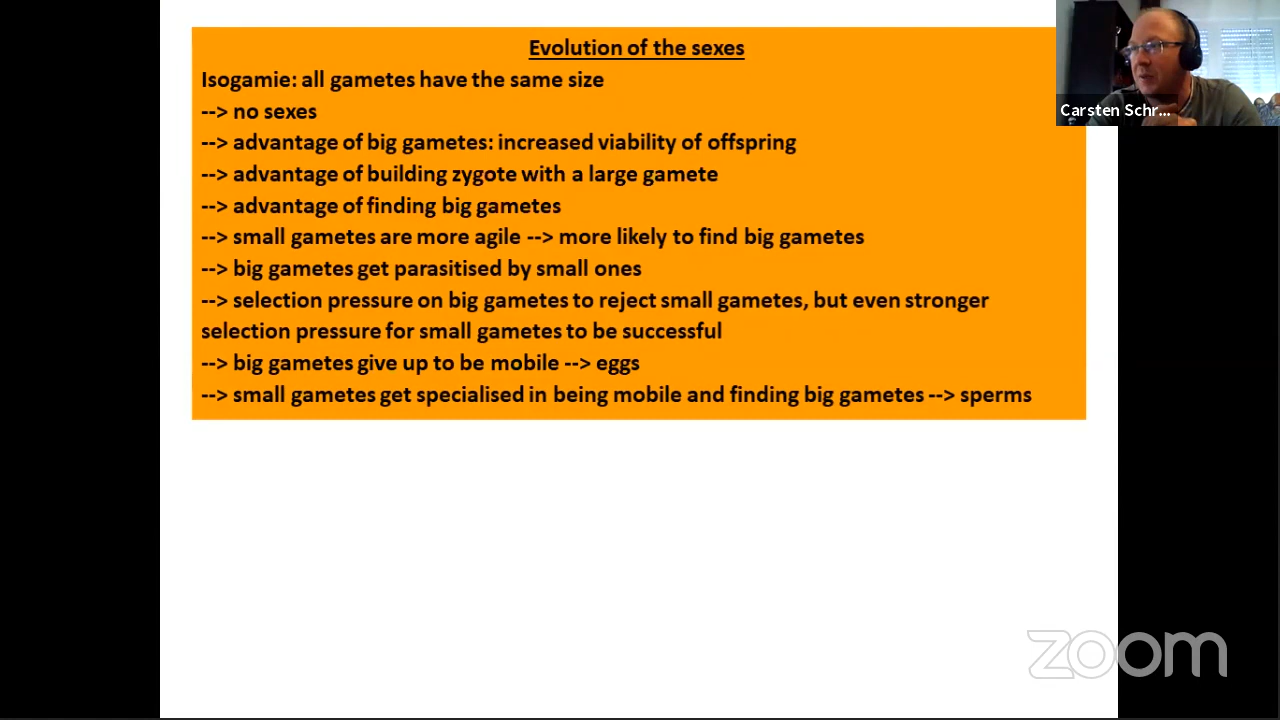 Evolution of the sexes
Isogamie: all gametes have the same size
--> no sexes
--> advantage of big gametes: increased viability of offspring
--> advantage of building zygote with a large gamete
--> advantage of finding big gametes
--> small gametes are more agile --> more likely to find big gametes
--> big gametes get parasitised by small ones
--> selection pressure on big gametes to reject small gametes, but even stronger
selection pressure for small gametes to be successful
--> big gametes give up to be mobile --> eggs
--> small gametes get specialised in being mobile and finding big gametes --> sperms
Carsten Schr...
zoom